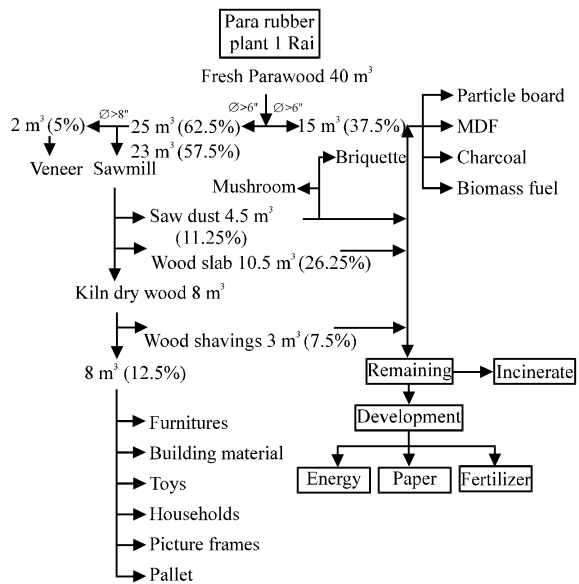 Para rubber
plant 1 Rai
Fresh Parawood 40 m³
∅>6" ∅>6"
∅>8"
2 m³ (5%) 25 m³ (62.5%) 15 m³ (37.5%)
23 m³ (57.5%)
Veneer Sawmill
Particle board
MDF
Charcoal
Biomass fuel
Briquette
Mushroom
Saw dust 4.5 m³
(11.25%)
Wood slab 10.5 m³ (26.25%)
Kiln dry wood 8 m³
Wood shavings 3 m³ (7.5%)
8 m³ (12.5%)
Remaining Incinerate
Development
Energy Paper Fertilizer
Furnitures
Building material
Toys
Households
Picture frames
Pallet